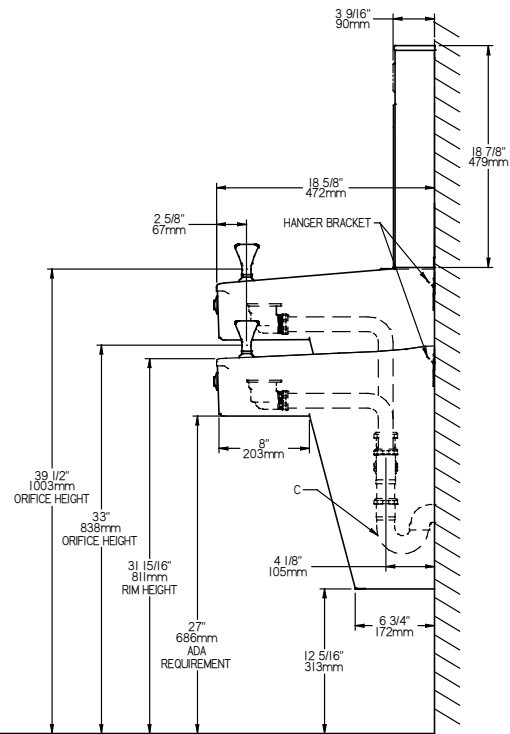 3 9/16"
90mm
18 7/8"
479mm
18 5/8"
472mm
2 5/8"
67mm
HANGER BRACKET
8"
203mm
39 1/2"
1003mm
ORIFICE HEIGHT
33"
838mm
ORIFICE HEIGHT
C
31 15/16"
811mm
RIM HEIGHT
4 1/8"
105mm
27"
686mm
ADA
REQUIREMENT
6 3/4"
172mm
12 5/16"
313mm